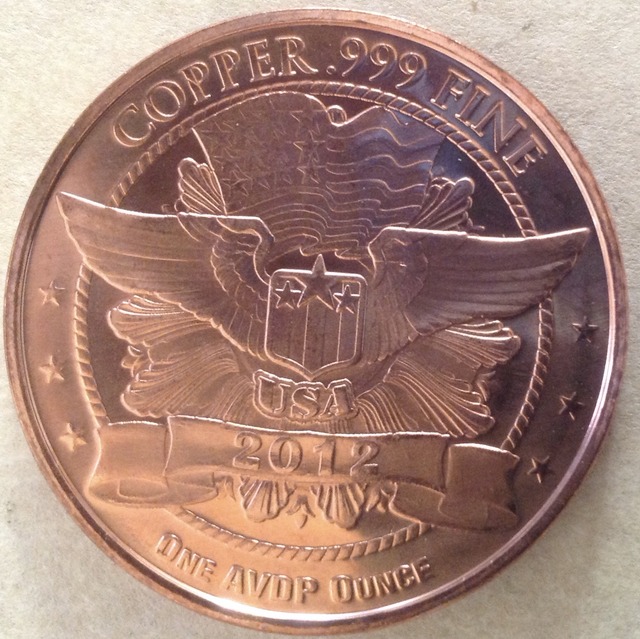 COPPER .999 FINE
USA
2012
ONE AVDP OUNCE